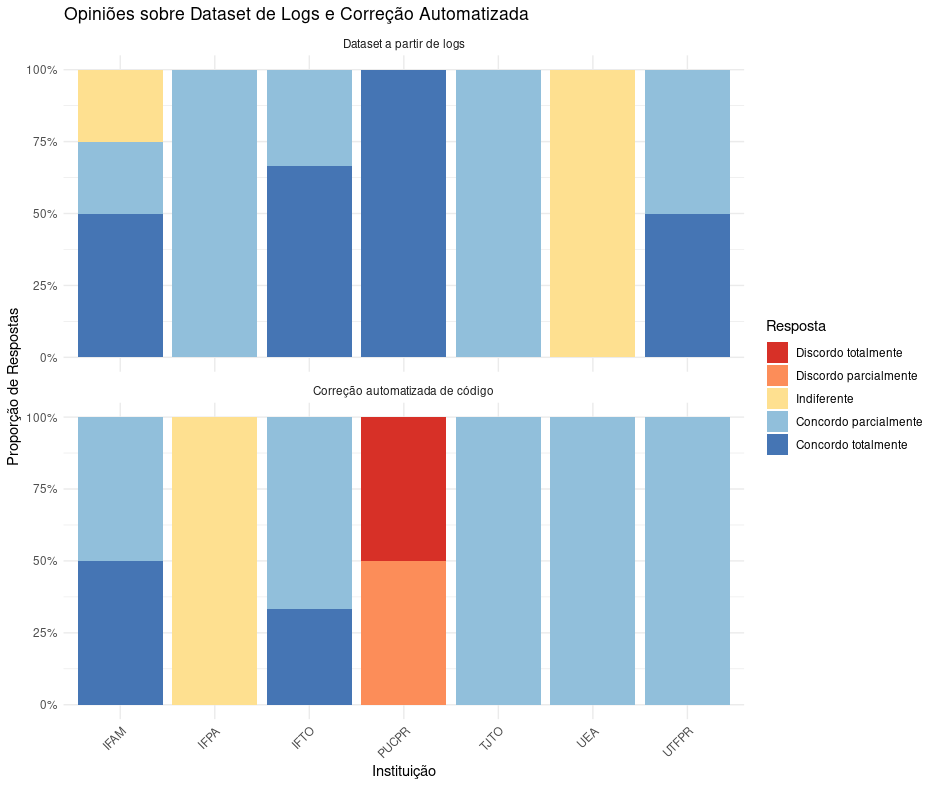 Opiniões sobre Dataset de Logs e Correção Automatizada
Dataset a partir de logs
100%
75%
50%
25%
0%
Correção automatizada de código
100%
75%
50%
25%
0%
Proporção de Respostas
IFAM
IFPA
IFTO
PUCPR
TJTO
UEA
UTFPR
Instituição
Resposta
Discordo totalmente
Discordo parcialmente
Indiferente
Concordo parcialmente
Concordo totalmente